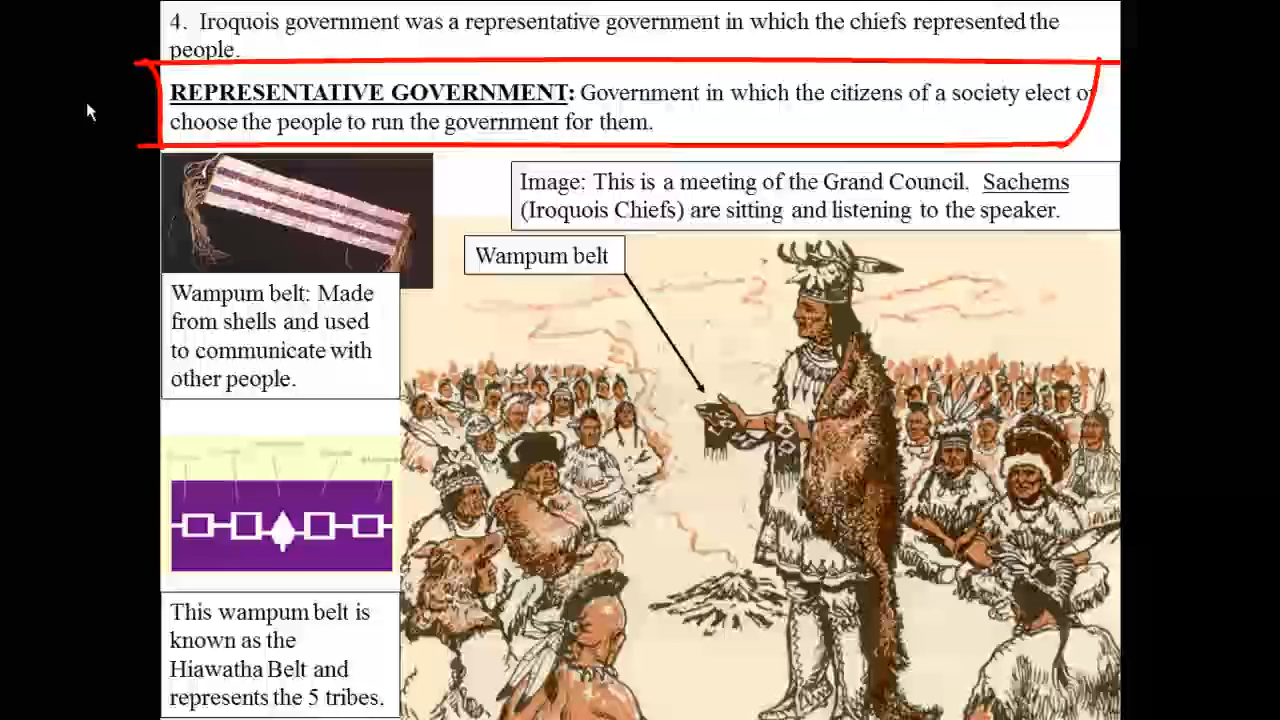 4. Iroquois government was a representative government in which the chiefs represented the
people.
REPRESENTATIVE GOVERNMENT: Government in which the citizens of a society elect or
choose the people to run the government for them.
Image: This is a meeting of the Grand Council. Sachems
(Iroquois Chiefs) are sitting and listening to the speaker.
Wampum belt
Wampum belt: Made
from shells and used
to communicate with
other people.
This wampum belt is
known as the
Hiawatha Belt and
represents the 5 tribes.